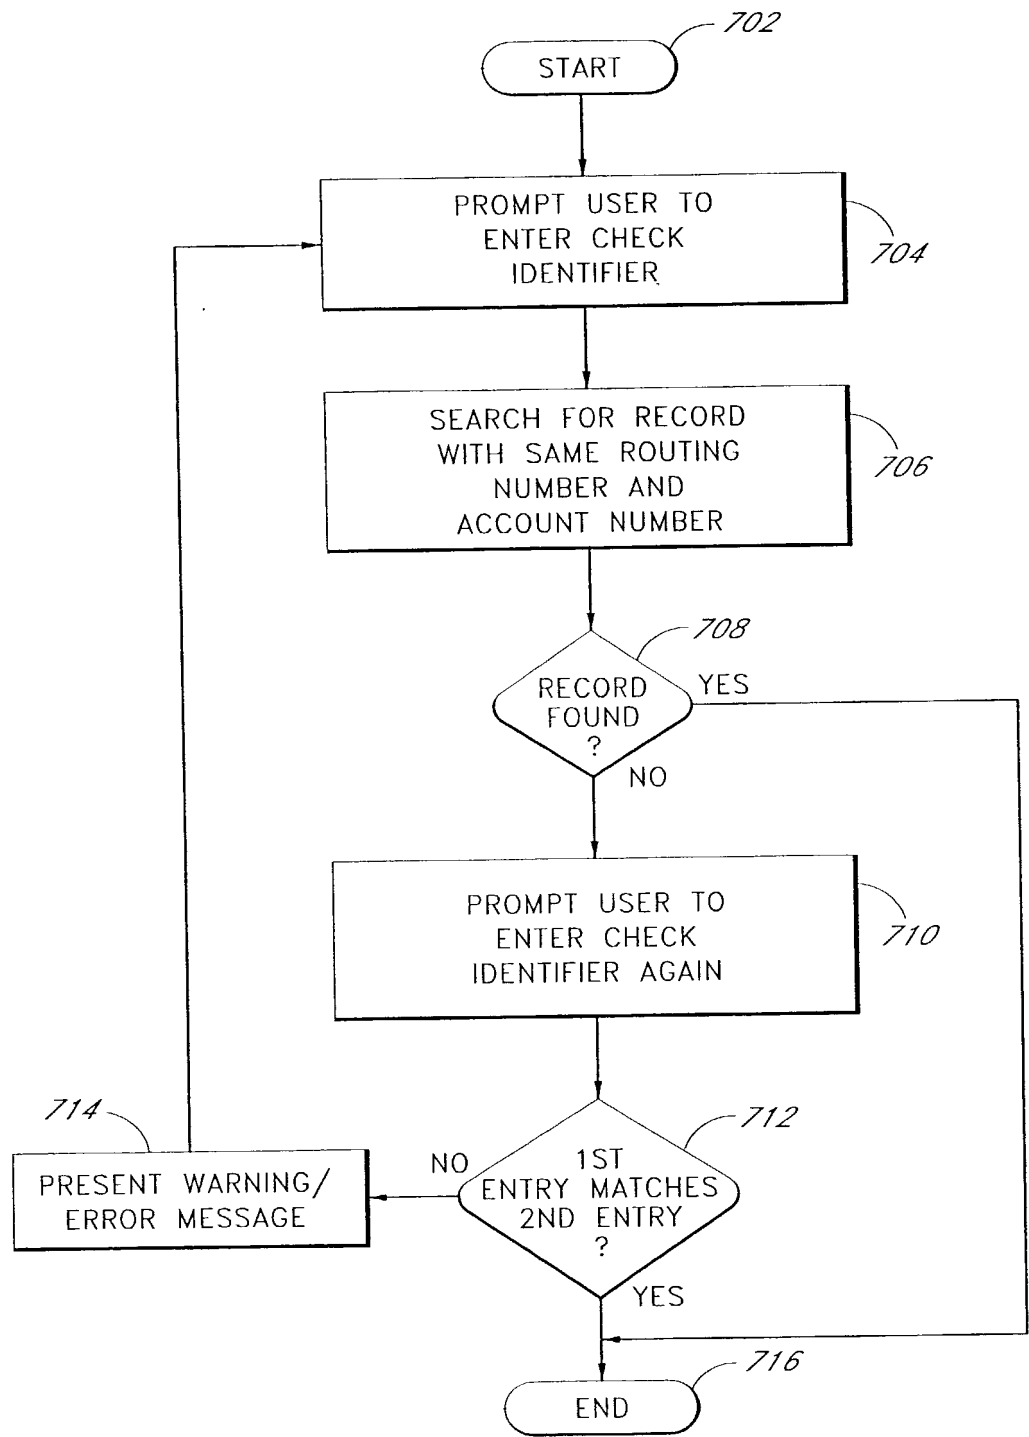 702
START
PROMPT USER TO
ENTER CHECK
IDENTIFIER
704
SEARCH FOR RECORD
WITH SAME ROUTING
NUMBER AND
ACCOUNT NUMBER
706
708
RECORD
FOUND
?
YES
NO
PROMPT USER TO
ENTER CHECK
IDENTIFIER AGAIN
710
714
PRESENT WARNING/
ERROR MESSAGE
NO
712
1ST
ENTRY MATCHES
2ND ENTRY
?
YES
716
END